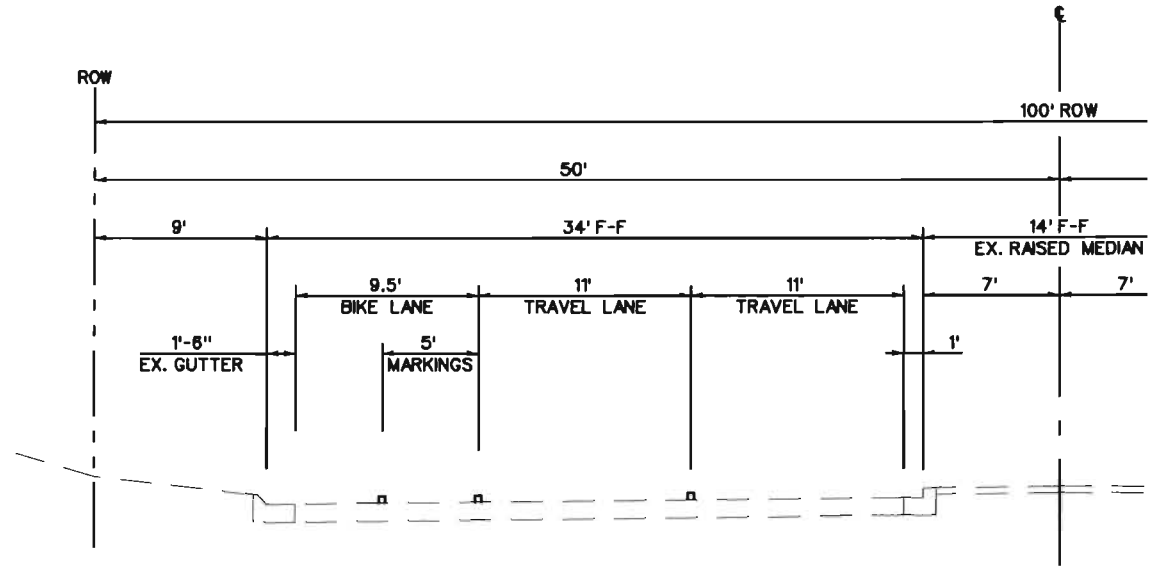 ℄
ROW
100' ROW
50'
9'
34' F-F
14' F-F
EX. RAISED MEDIAN
9.5'
BIKE LANE
11'
TRAVEL LANE
11'
TRAVEL LANE
7'
7'
1'-6"
EX. GUTTER
5'
MARKINGS
1'